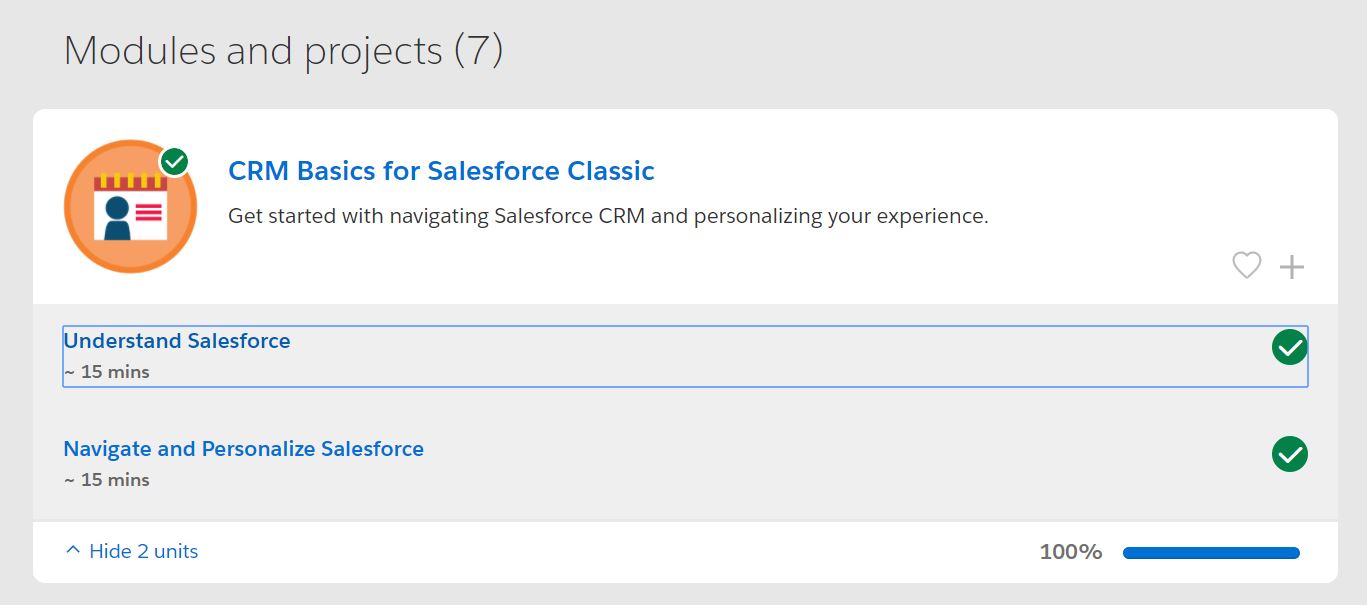 Modules and projects (7)
CRM Basics for Salesforce Classic
Get started with navigating Salesforce CRM and personalizing your experience.
Understand Salesforce
~ 15 mins
Navigate and Personalize Salesforce
~ 15 mins
Hide 2 units
100%